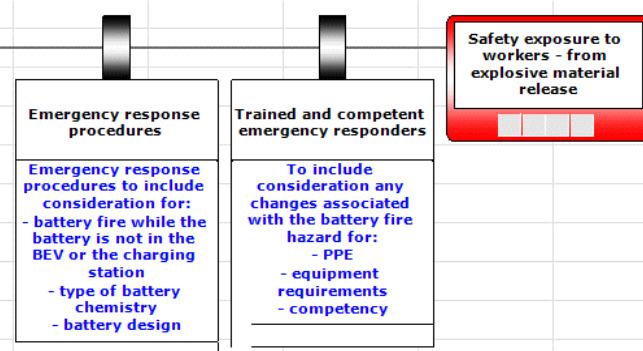 Safety exposure to
workers - from
explosive material
release
Emergency response
procedures
Emergency response
procedures to include
consideration for:
- battery fire while the
battery is not in the
BEV or the charging
station
- type of battery
chemistry
- battery design
Trained and competent
emergency responders
To include
consideration any
changes associated
with the battery fire
hazard for:
- PPE
- equipment
requirements
- competency